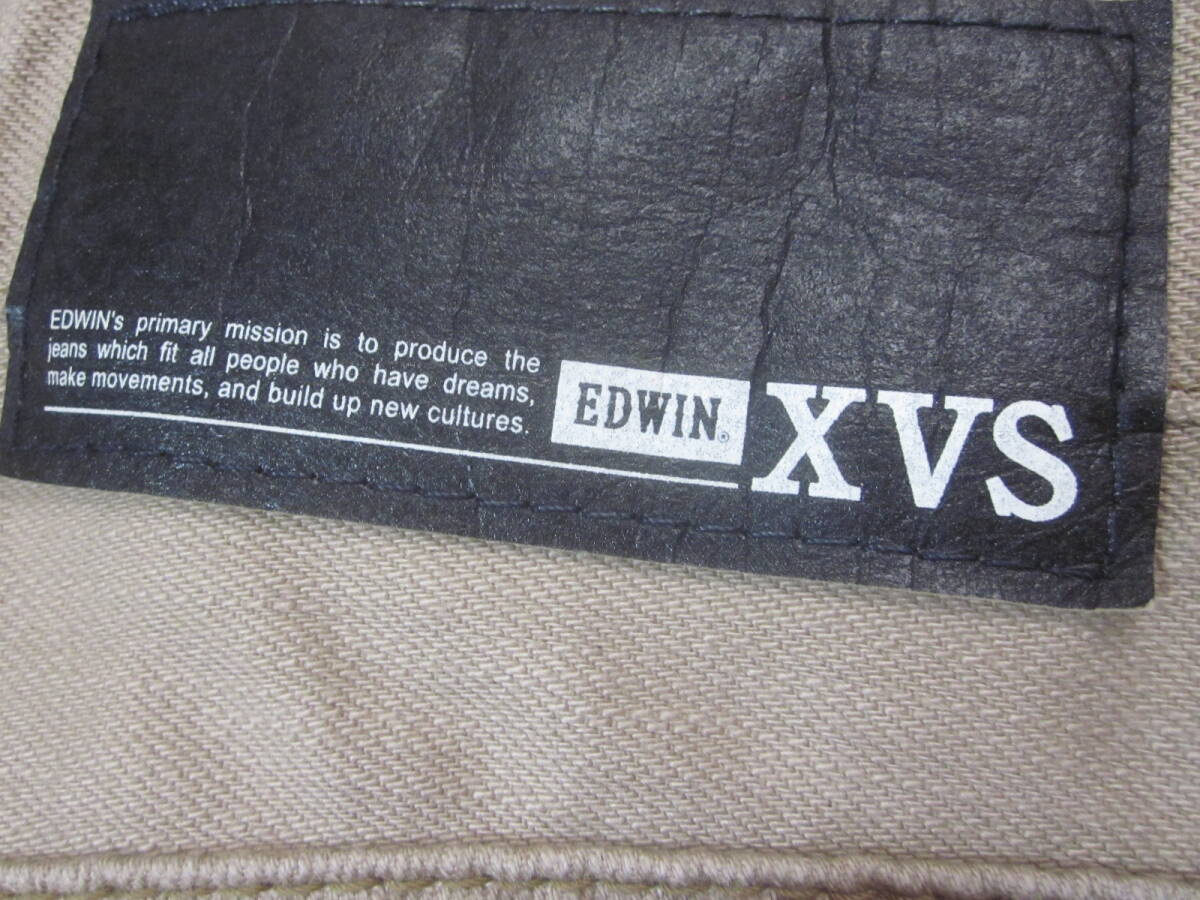 EDWIN's primary mission is to produce the
jeans which fit all people who have dreams,
make movements, and build up new cultures.
EDWIN® XVS